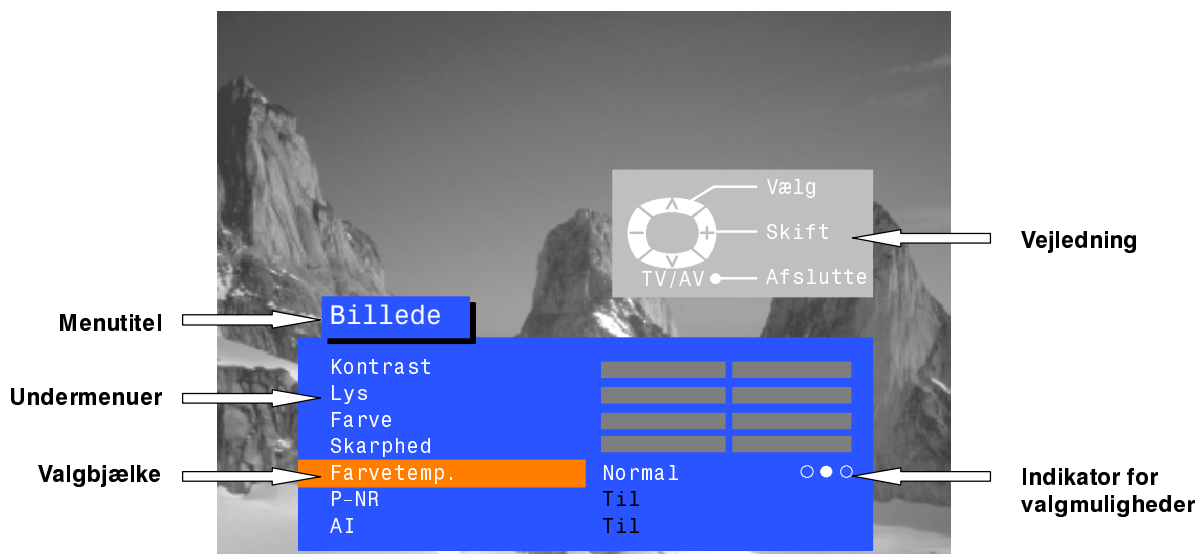 Vælg
Skift
TV/AV Afslutte
Vejledning
Menutitel
Billede
Kontrast
Undermenuer
Lys
Farve
Skarphed
Valgbjælke
Farvetemp. Normal
Indikator for
valgmuligheder
P-NR Til
AI Til